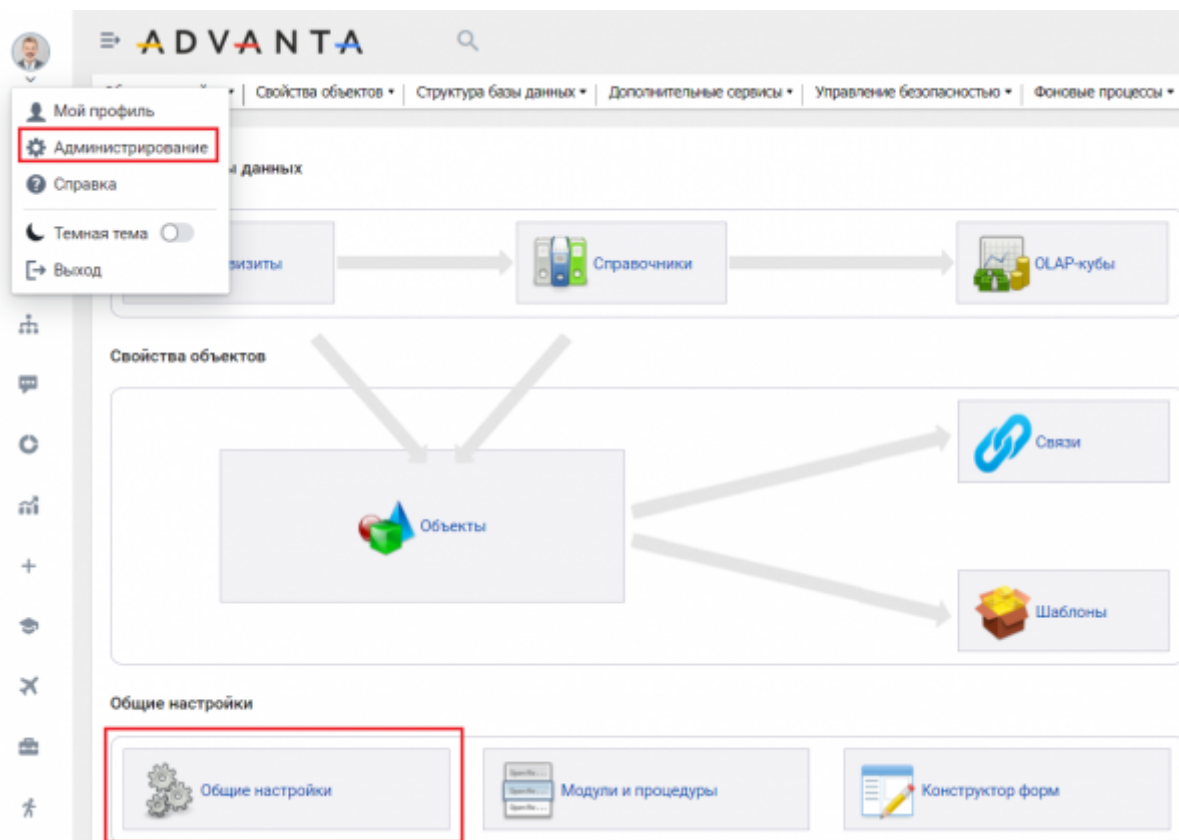 ADVANTA
Свойства объектов
Структура базы данных
Дополнительные сервисы
Управление безопасностью
Фоновые процессы
Мой профиль
Администрирование
данных
Справка
Темная тема
Выход
Справочники
OLAP-кубы
Свойства объектов
Связи
Объекты
Шаблоны
Общие настройки
Общие настройки
Модули и процедуры
Конструктор форм